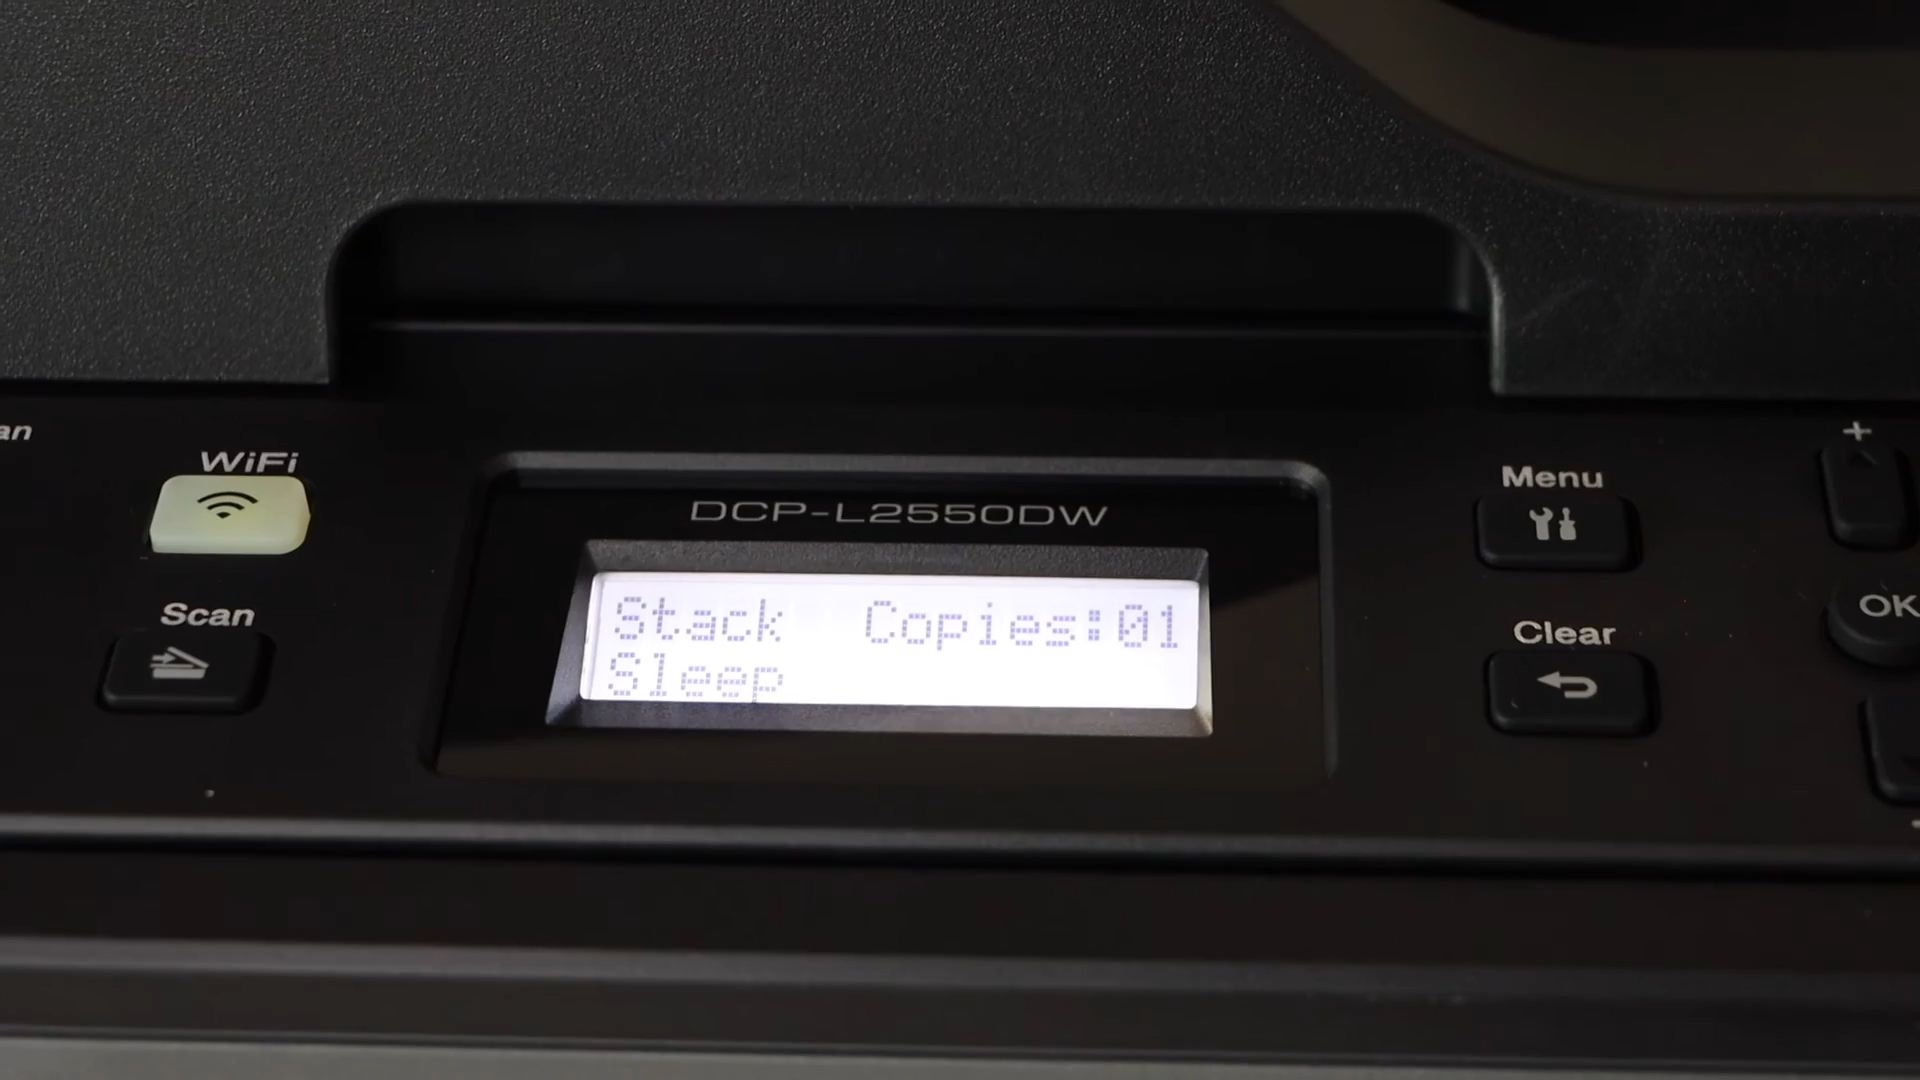 an
WiFi
Scan
DCP-L2550DW
Stack Copies:01
Sleep
Menu
Clear
+
OK